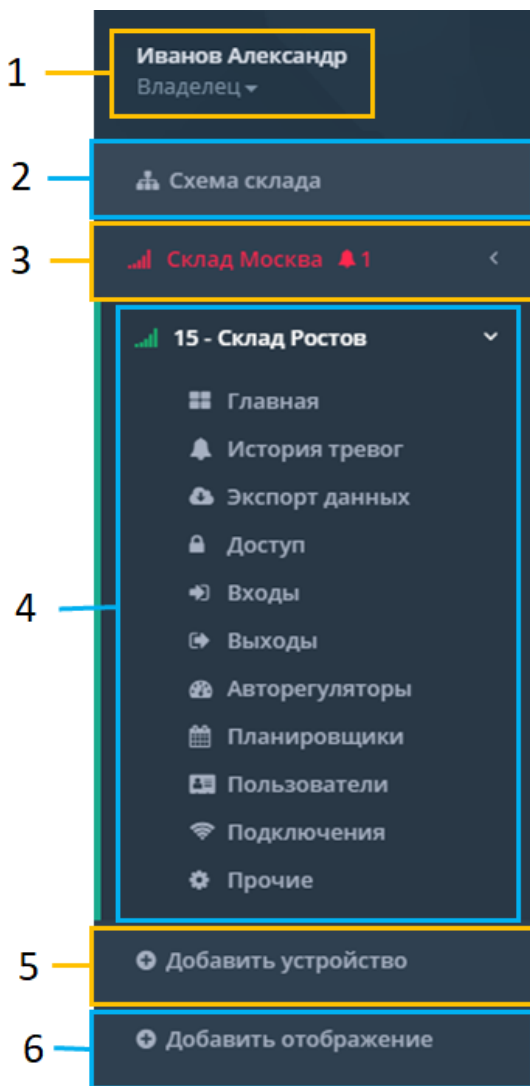 1
Иванов Александр
Владелец
2
Схема склада
3
Склад Москва 1
4
15 - Склад Ростов
Главная
История тревог
Экспорт данных
Доступ
Входы
Выходы
Авторегуляторы
Планировщики
Пользователи
Подключения
Прочие
5
Добавить устройство
6
Добавить отображение